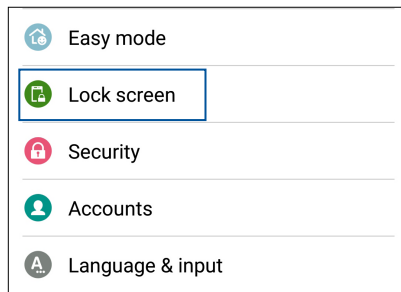 Easy mode
Lock screen
Security
Accounts
A
Language & input